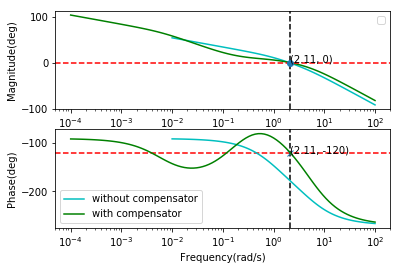 Magnitude(deg)
0
−100
(2.11, 0)
10⁻⁴ 10⁻³ 10⁻² 10⁻¹ 10⁰ 10¹ 10²
Phase(deg)
−100
−200
(2.11, -120)
without compensator
with compensator
10⁻⁴ 10⁻³ 10⁻² 10⁻¹ 10⁰ 10¹ 10²
Frequency(rad/s)